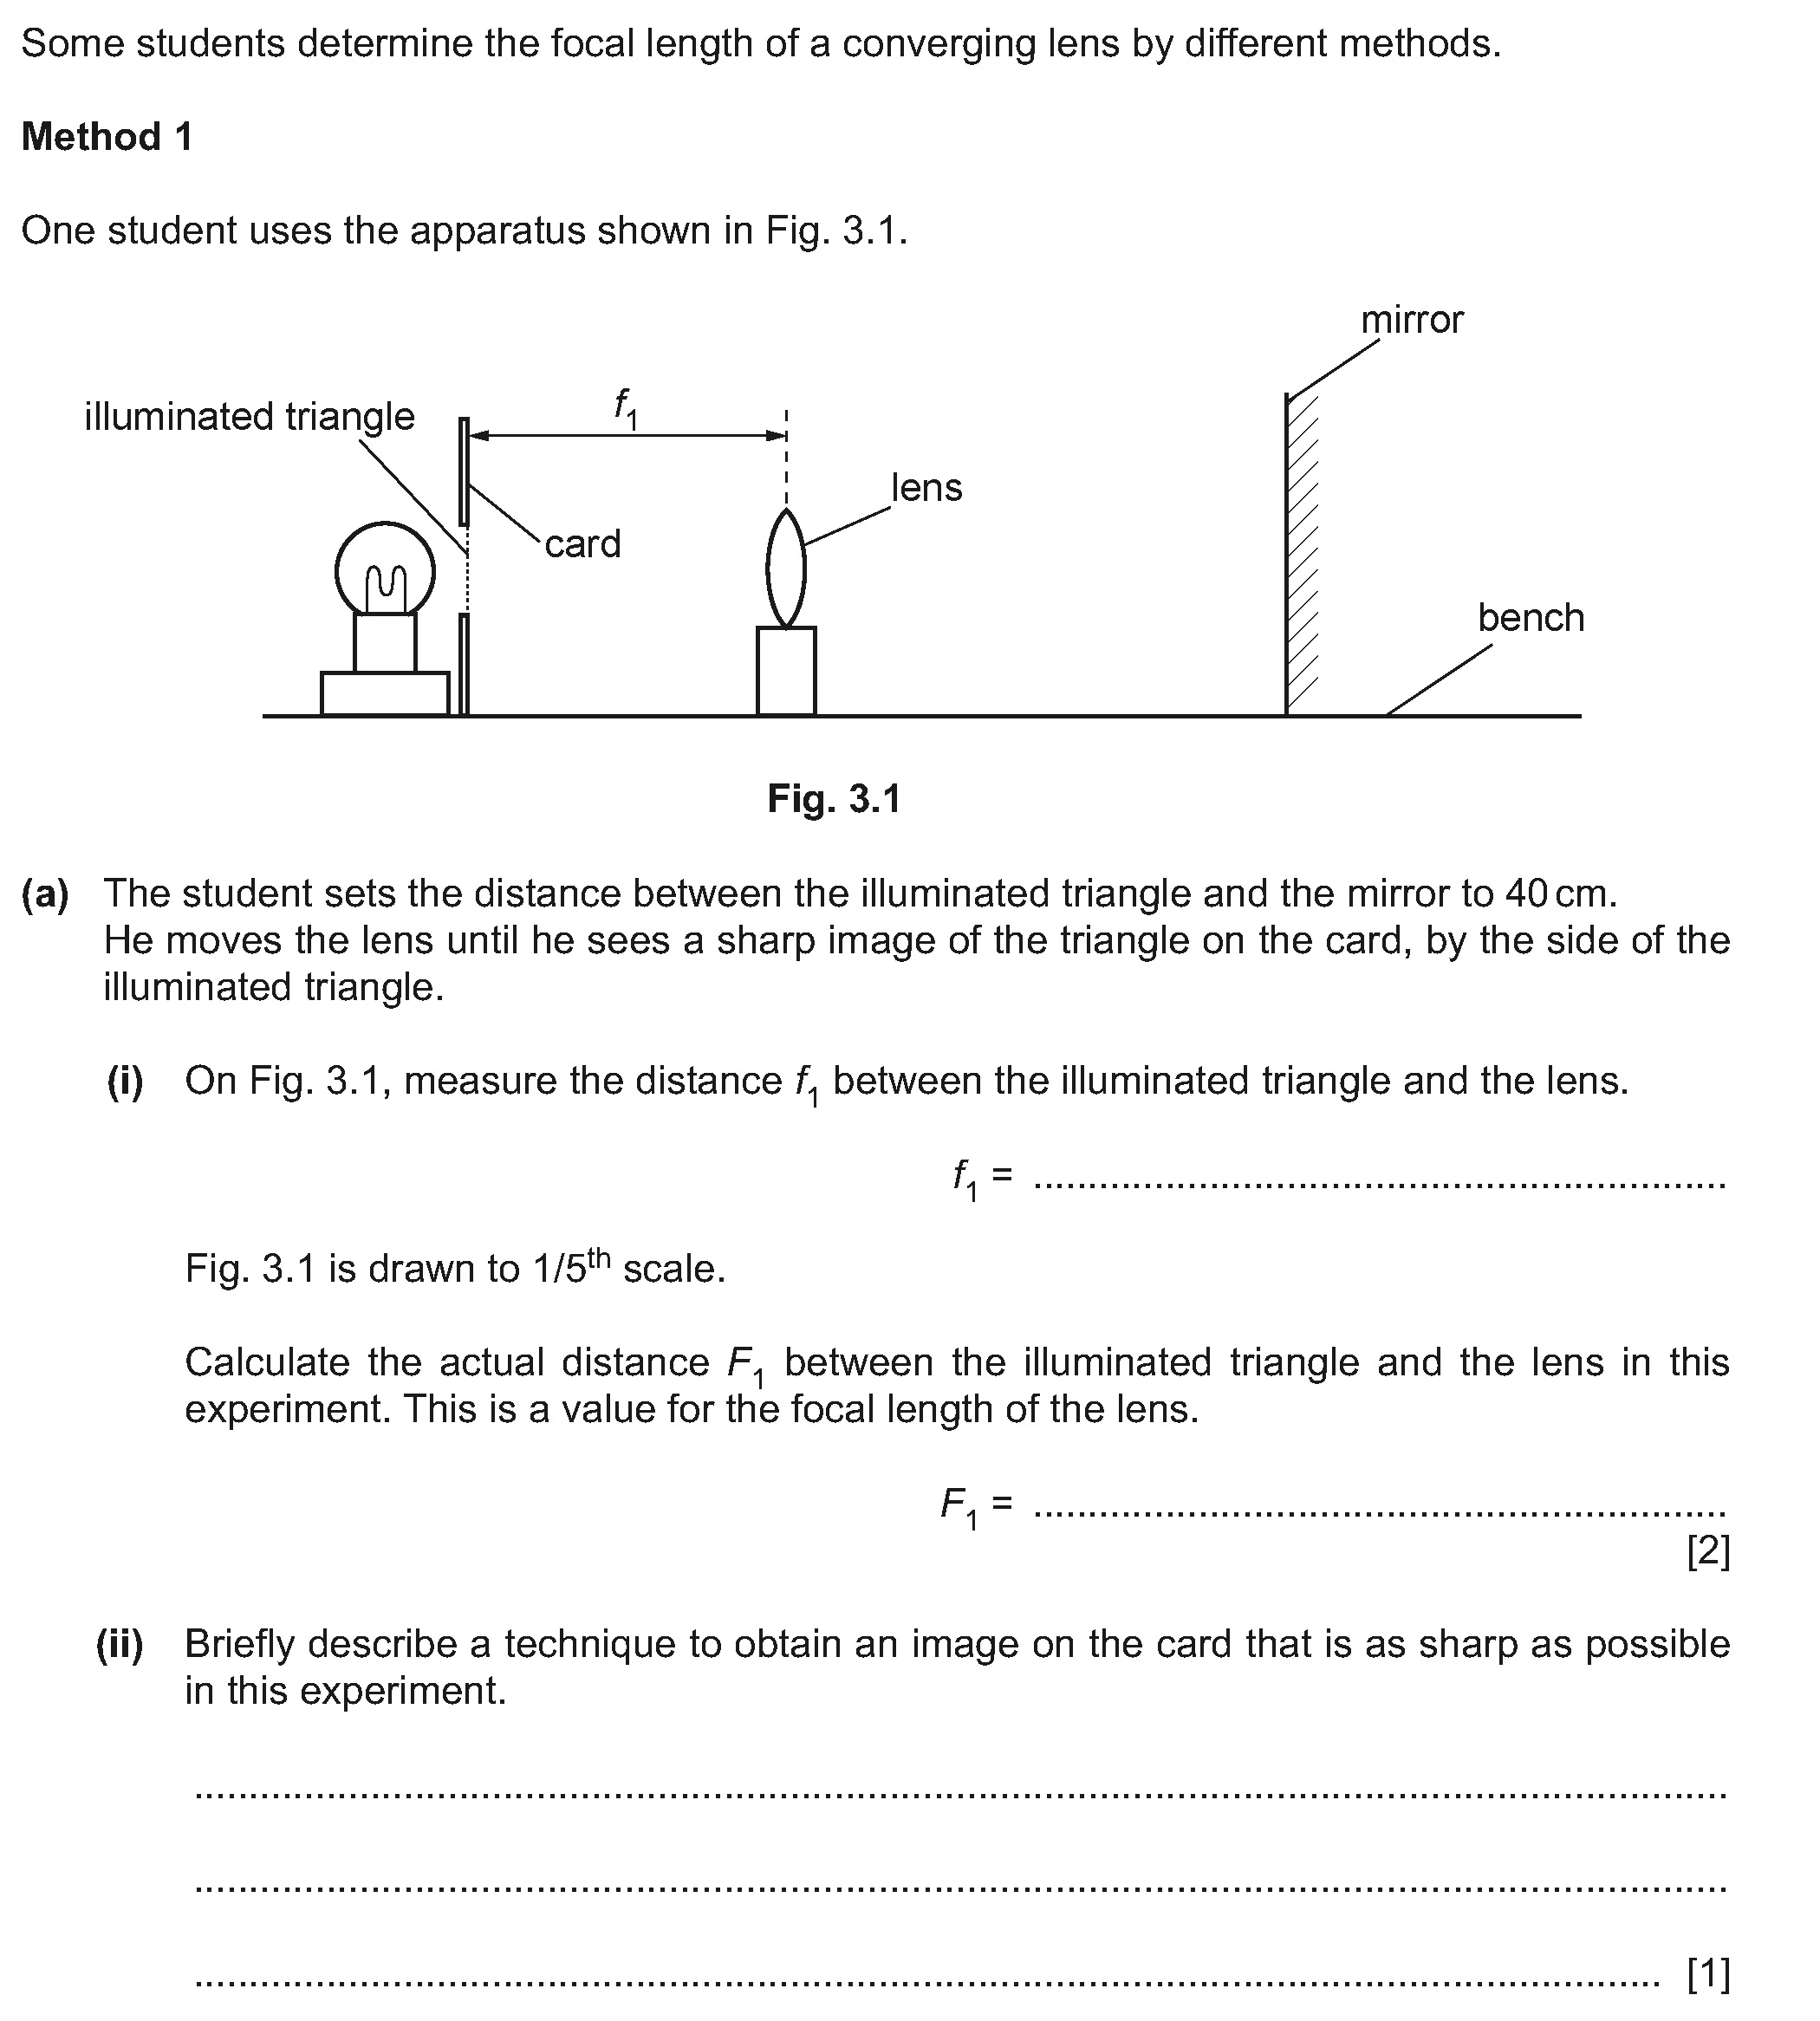 Some students determine the focal length of a converging lens by different methods.
Method 1
One student uses the apparatus shown in Fig. 3.1.
mirror
illuminated triangle
f1
lens
card
bench
Fig. 3.1
(a) The student sets the distance between the illuminated triangle and the mirror to 40 cm.
He moves the lens until he sees a sharp image of the triangle on the card, by the side of the
illuminated triangle.
(i) On Fig. 3.1, measure the distance f1 between the illuminated triangle and the lens.
f1 = ...............................................................
Fig. 3.1 is drawn to 1/5th scale.
Calculate the actual distance F1 between the illuminated triangle and the lens in this
experiment. This is a value for the focal length of the lens.
F1 = ...............................................................
[2]
(ii) Briefly describe a technique to obtain an image on the card that is as sharp as possible
in this experiment.
...........................................................................................................................................
...........................................................................................................................................
..................................................................................................................................... [1]